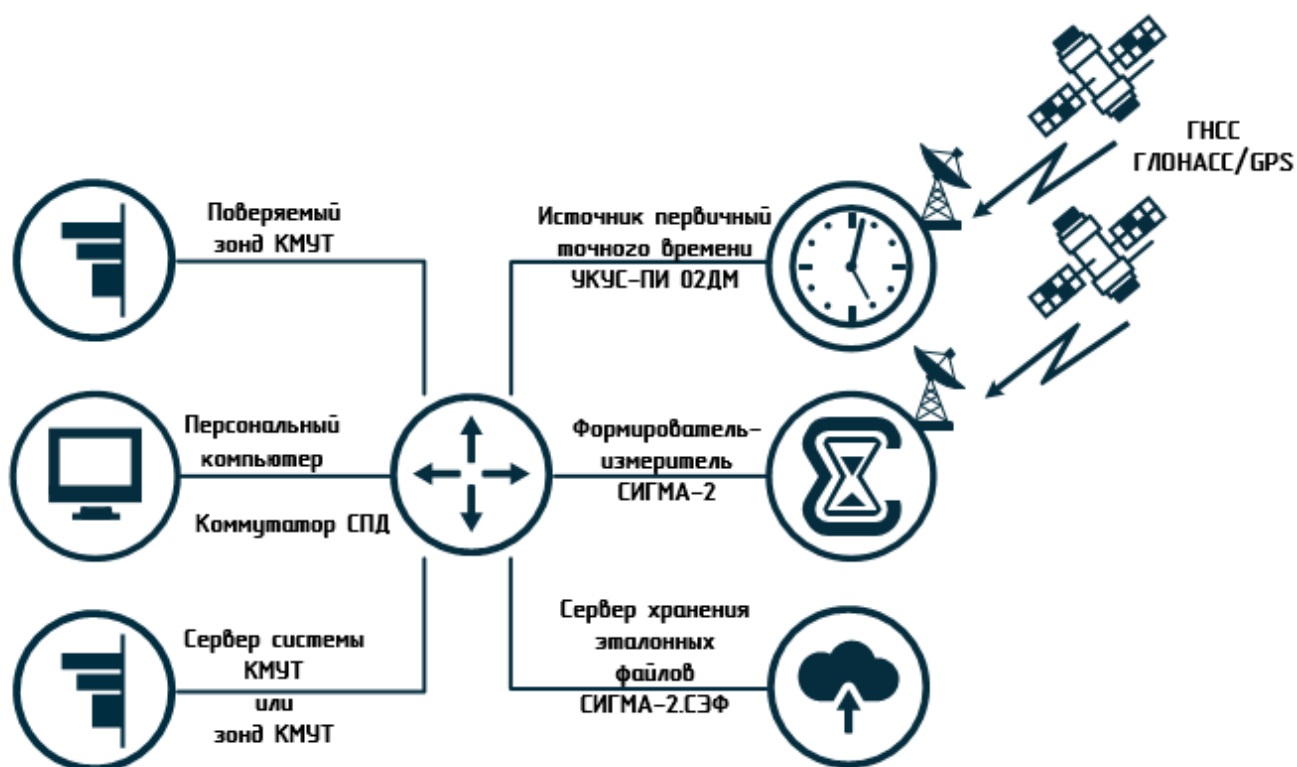 ГНСС
ГЛОНАСС/GPS
Поверяемый
зонд КМУТ
Источник первичный
точного времени
УКУС-ПИ 02ДМ
Персональный
компьютер
Коммутатор СПД
Формирователь-
измеритель
СИГМА-2
Сервер системы
КМУТ
или
зонд КМУТ
Сервер хранения
эталонных
файлов
СИГМА-2.СЭФ